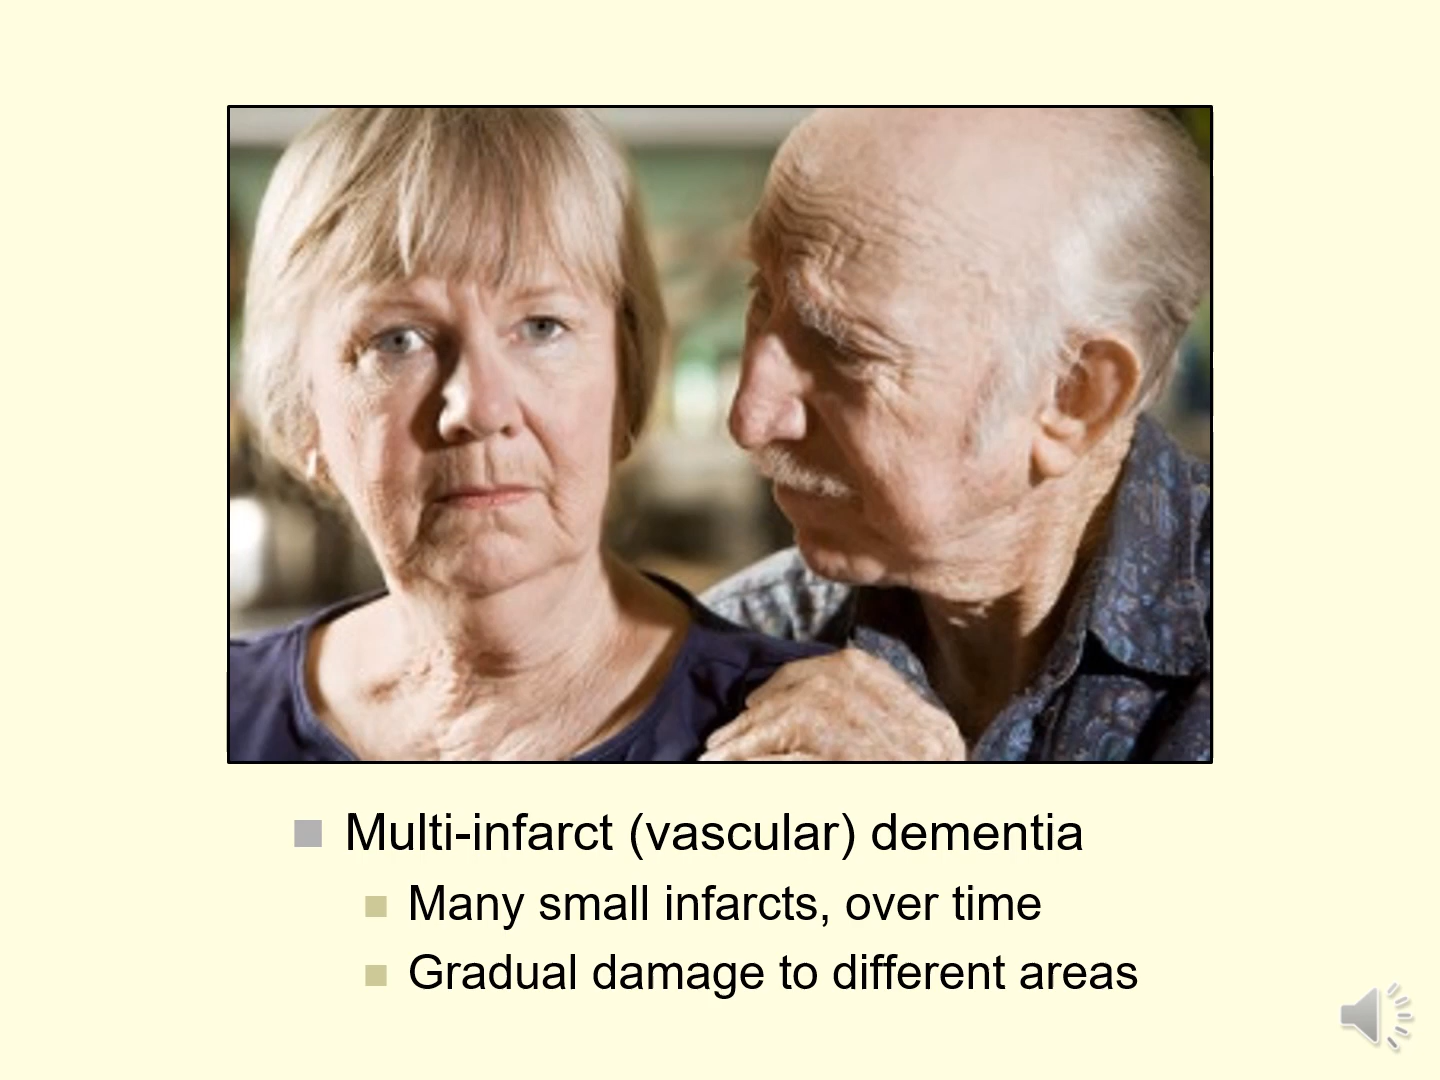 Multi-infarct (vascular) dementia
Many small infarcts, over time
Gradual damage to different areas